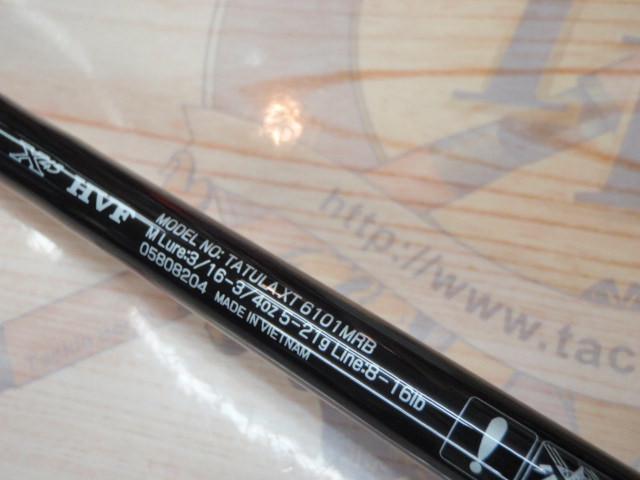 X45 HVF
MODEL NO: TATULA XT 6101MRB
M Lure:3/16-3/4oz 5-21g Line:8-16lb
05808204 MADE IN VIETNAM
http://www.tac